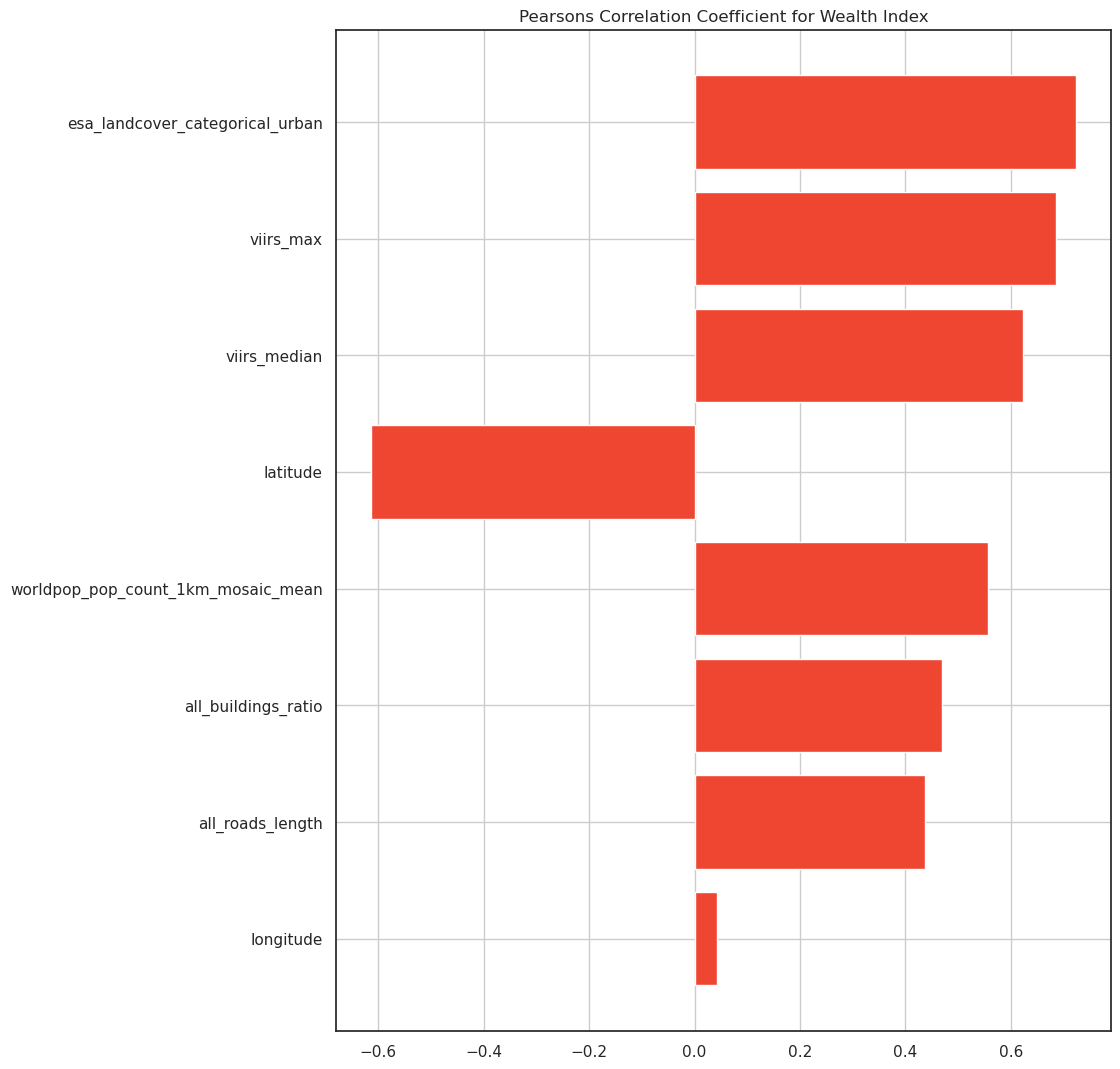 Pearsons Correlation Coefficient for Wealth Index
esa_landcover_categorical_urban
viirs_max
viirs_median
latitude
worldpop_pop_count_1km_mosaic_mean
all_buildings_ratio
all_roads_length
longitude
−0.6 −0.4 −0.2 0.0 0.2 0.4 0.6